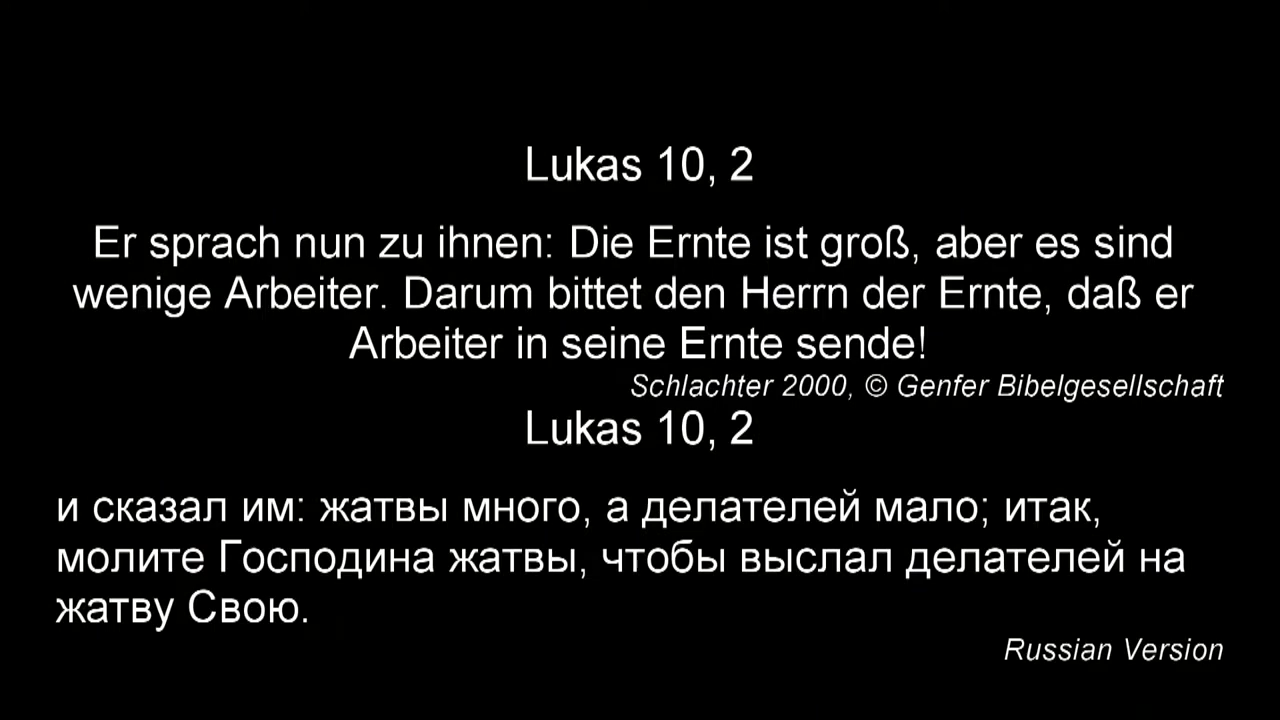 Lukas 10, 2
Er sprach nun zu ihnen: Die Ernte ist groß, aber es sind
wenige Arbeiter. Darum bittet den Herrn der Ernte, daß er
Arbeiter in seine Ernte sende!
Schlachter 2000, © Genfer Bibelgesellschaft
Lukas 10, 2
и сказал им: жатвы много, а делателей мало; итак,
молите Господина жатвы, чтобы выслал делателей на
жатву Свою.
Russian Version